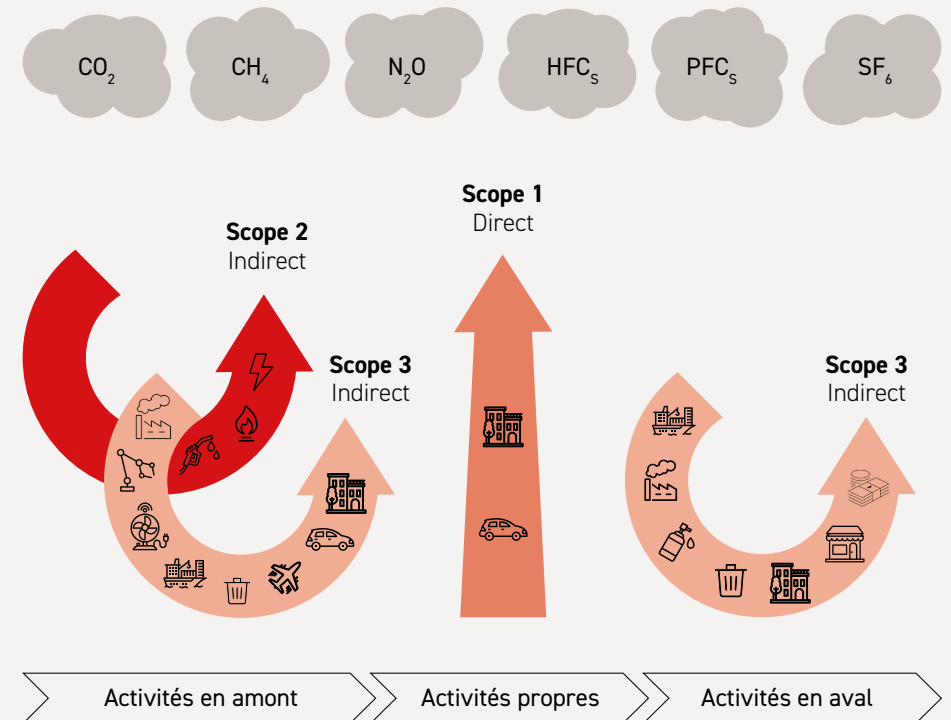 CO₂
CH₄
N₂O
HFCₛ
PFCₛ
SF₆
Scope 1
Direct
Scope 2
Indirect
Scope 3
Indirect
Scope 3
Indirect
Activités en amont
Activités propres
Activités en aval